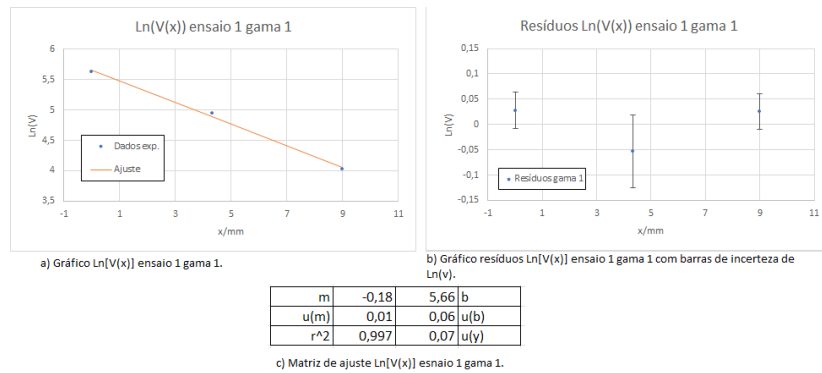 Ln(V(x)) ensaio 1 gama 1
6
5,5
5
4,5
4
3,5
Ln(V)
Dados exp.
Ajuste
-1 1 3 5 7 9 11
x/mm
a) Gráfico Ln[V(x)] ensaio 1 gama 1.
Resíduos Ln(V(x)) ensaio 1 gama 1
0,15
0,1
0,05
0
-0,05
-0,1
-0,15
Ln(V)
Resíduos gama 1
-1 1 3 5 7 9 11
x/mm
b) Gráfico resíduos Ln[V(x)] ensaio 1 gama 1 com barras de incerteza de
Ln(v).
m -0,18 5,66 b
u(m) 0,01 0,06 u(b)
r^2 0,997 0,07 u(y)
c) Matriz de ajuste Ln[V(x)] esnaio 1 gama 1.